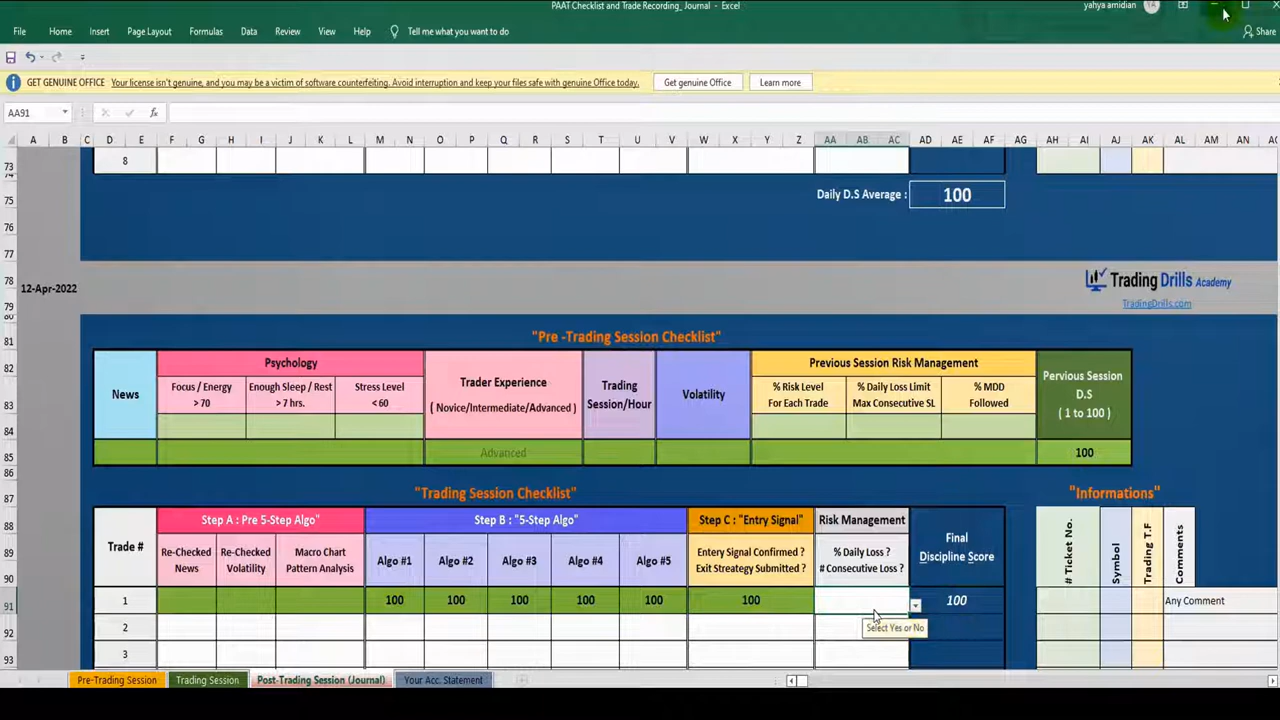 PAAT Checklist and Trade Recording_ Journal - Excel
yahya amidian
YA
File Home Insert Page Layout Formulas Data Review View Help Tell me what you want to do
Share
GET GENUINE OFFICE Your license isn't genuine, and you may be a victim of software counterfeiting. Avoid interruption and keep your files safe with genuine Office today. Get genuine Office Learn more
AA91
fx
A B C D E F G H I J K L M N O P Q R S T U V W X Y Z AA AB AC AD AE AF AG AH AI AJ AK AL AM AN
73
8
74
75
Daily D.S Average :
100
76
77
78
12-Apr-2022
Trading Drills Academy
79
TradingDrills.com
80
81
"Pre -Trading Session Checklist"
82
Psychology
Previous Session Risk Management
83
News
Focus / Energy
> 70
Enough Sleep / Rest
> 7 hrs.
Stress Level
< 60
Trader Experience
( Novice/Intermediate/Advanced )
Trading
Session/Hour
Volatility
% Risk Level
For Each Trade
% Daily Loss Limit
Max Consecutive SL
% MDD
Followed
Pervious Session
D.S
( 1 to 100 )
84
85
Advanced
100
86
87
"Trading Session Checklist"
"Informations"
88
Trade #
Step A : Pre 5-Step Algo"
Step B : "5-Step Algo"
Step C : "Entry Signal"
Risk Management
Final
Discipline Score
89
90
Re-Checked
News
Re-Checked
Volatility
Macro Chart
Pattern Analysis
Algo #1
Algo #2
Algo #3
Algo #4
Algo #5
Entery Signal Confirmed ?
Exit Streategy Submitted ?
% Daily Loss ?
# Consecutive Loss ?
# Ticket No.
Symbol
Trading T.F
Comments
91
1 100 100 100 100 100 100 100 Any Comment
92
2
Select Yes or No
93
3
Pre-Trading Session Trading Session Post-Trading Session (Journal) Your Acc. Statement